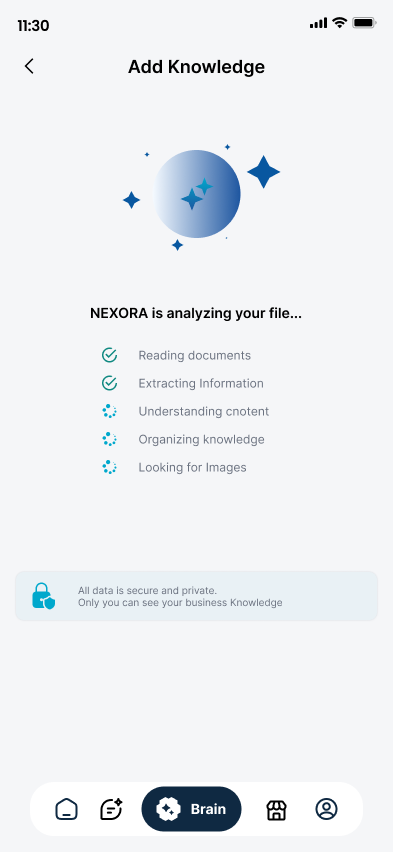 11:30
Add Knowledge
NEXORA is analyzing your file...
Reading documents
Extracting Information
Understanding cnotent
Organizing knowledge
Looking for Images
All data is secure and private.
Only you can see your business Knowledge
Brain